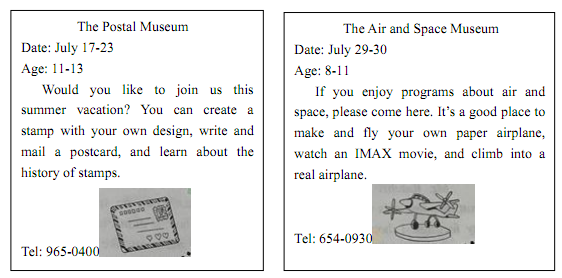 The Postal Museum
Date: July 17-23
Age: 11-13
Would you like to join us this
summer vacation? You can create a
stamp with your own design, write and
mail a postcard, and learn about the
history of stamps.
Tel: 965-0400
The Air and Space Museum
Date: July 29-30
Age: 8-11
If you enjoy programs about air and
space, please come here. It's a good place to
make and fly your own paper airplane,
watch an IMAX movie, and climb into a
real airplane.
Tel: 654-0930